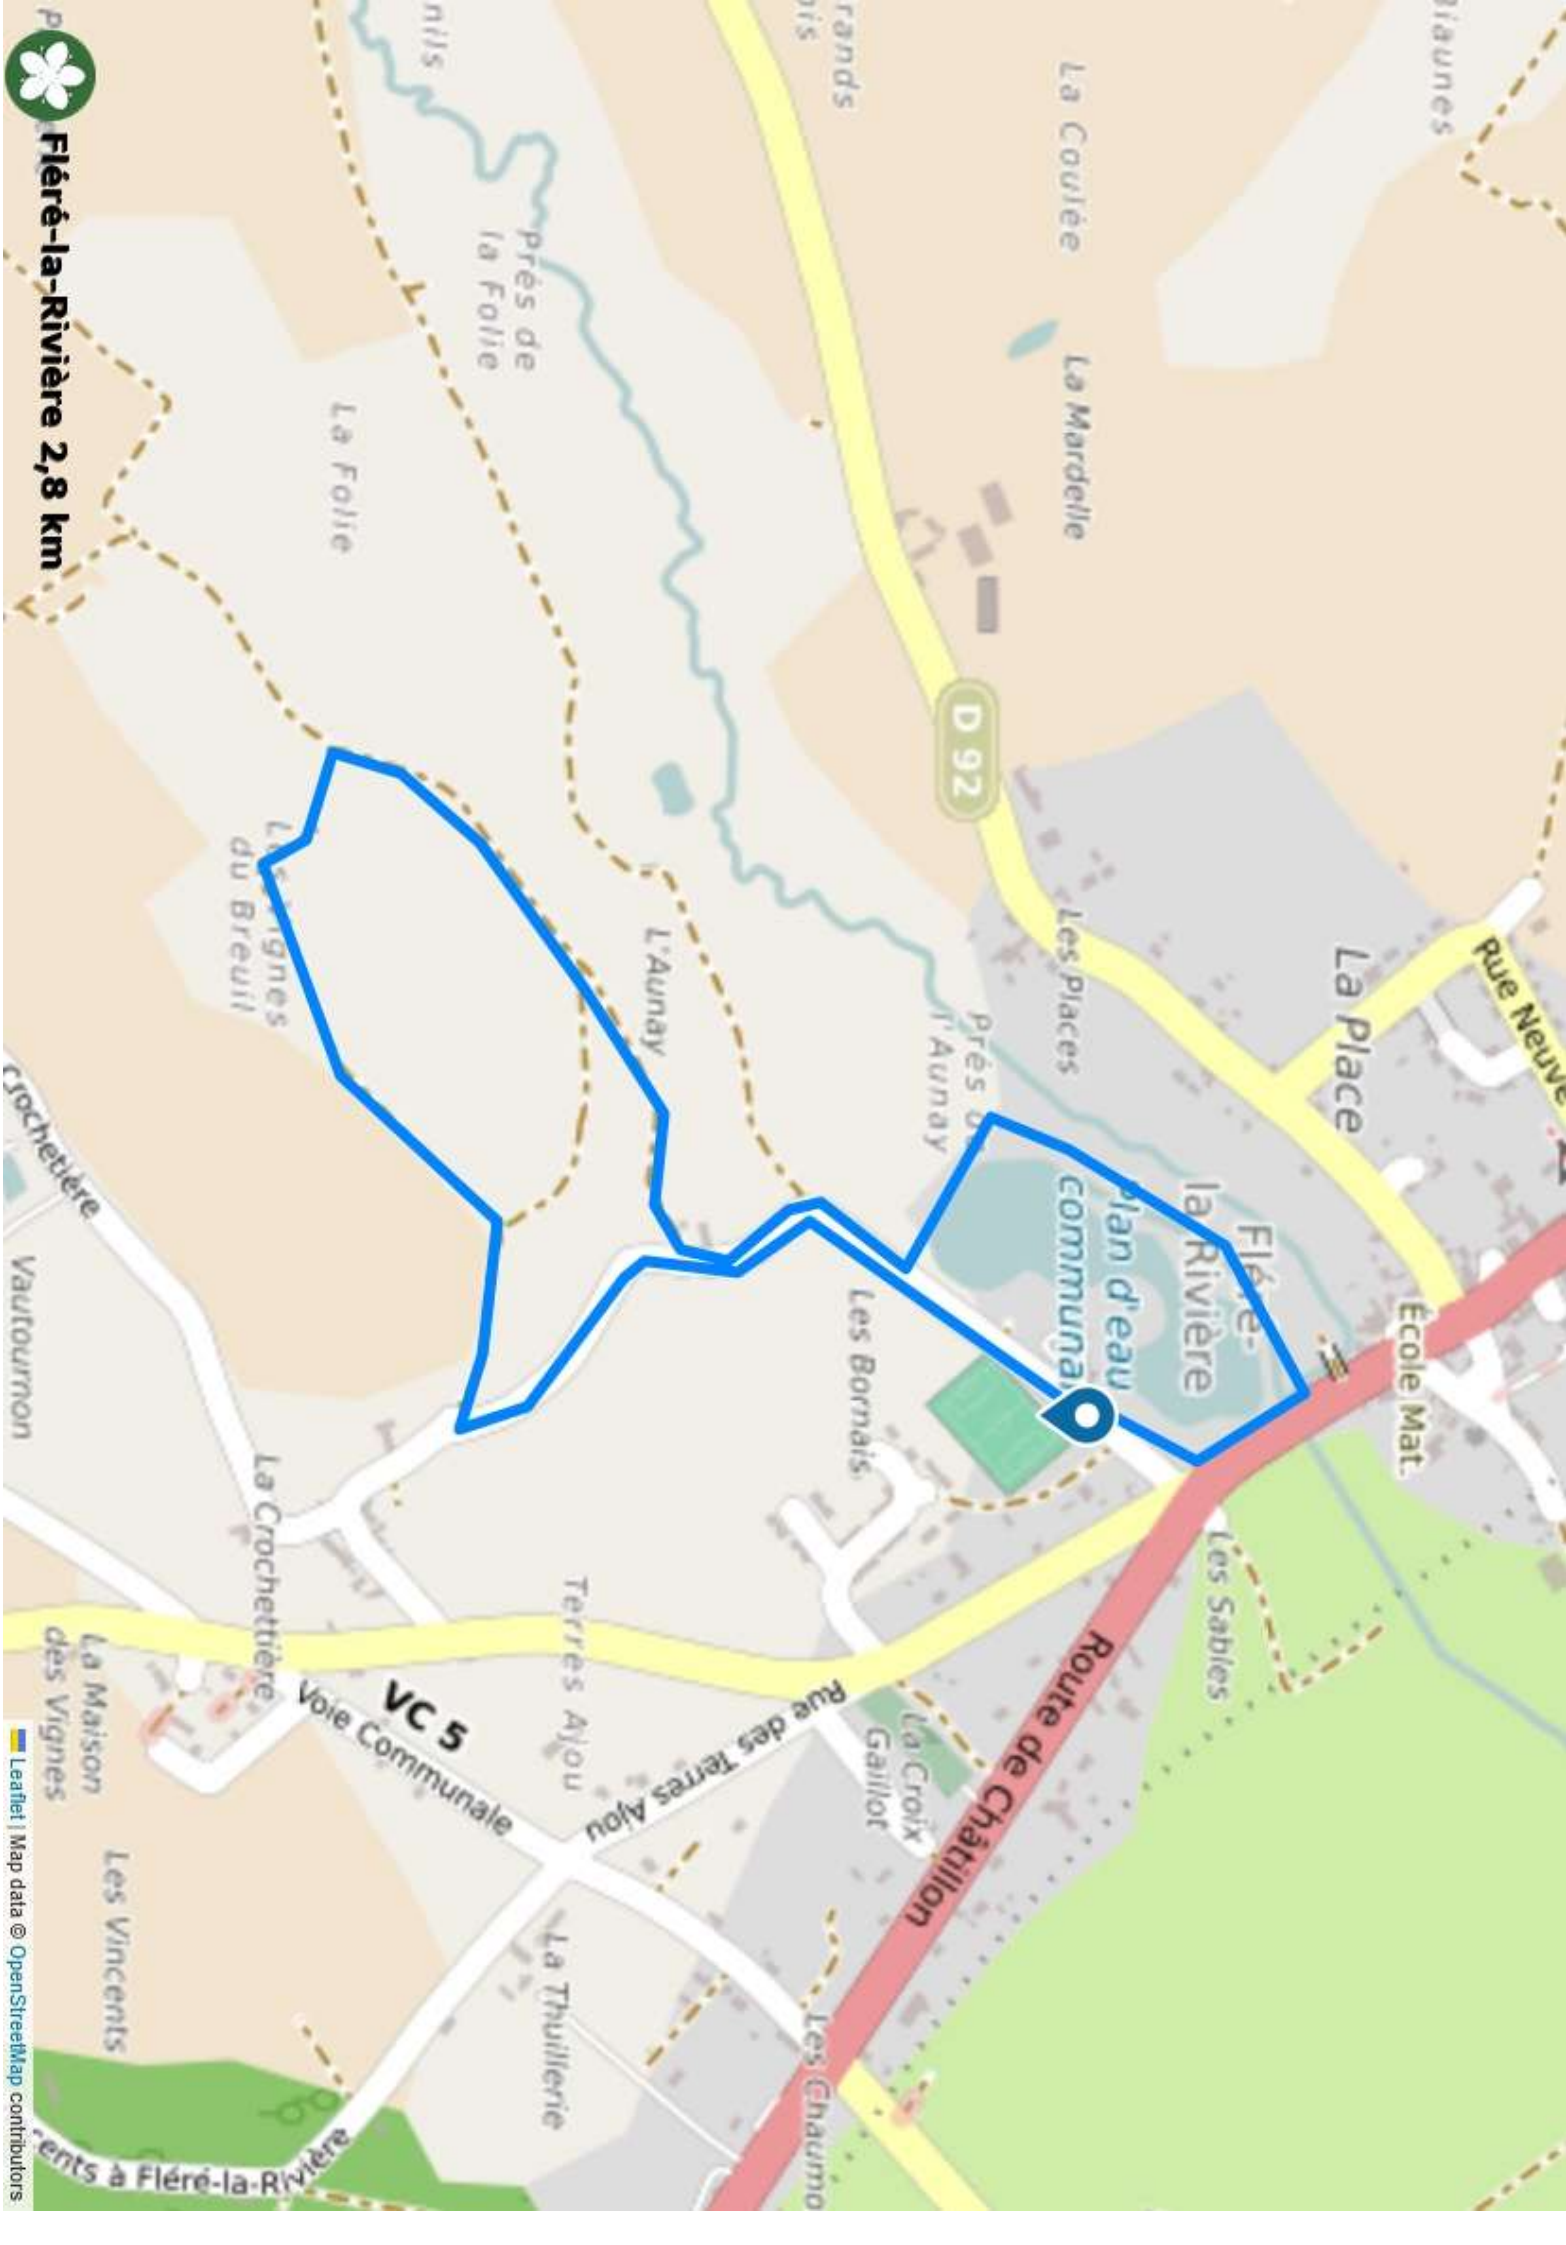 Fléré-la-Rivière 2,8 km
nils
rands
La Coulée
La Mardelle
Prés de
la Folie
La Folie
D 92
Les Places
La Place
Rue Neuve
L'Aunay
Prés
l'Aunay
du Breuil
Fléré-
la Rivière
Plan d'eau
communal
École Mat.
Les Bornais
Les Sables
Route de Châtillon
Crochetière
Vautournon
La Crochettière
La Maison
des Vignes
VC 5
Voie Communale
Terres Ajou
Rue des Terres Ajou
La Croix
Gaillot
La Thuillerie
Les Vincents
Les Chaumo
cents à Fléré-la-Rivière
Leaflet | Map data © OpenStreetMap contributors